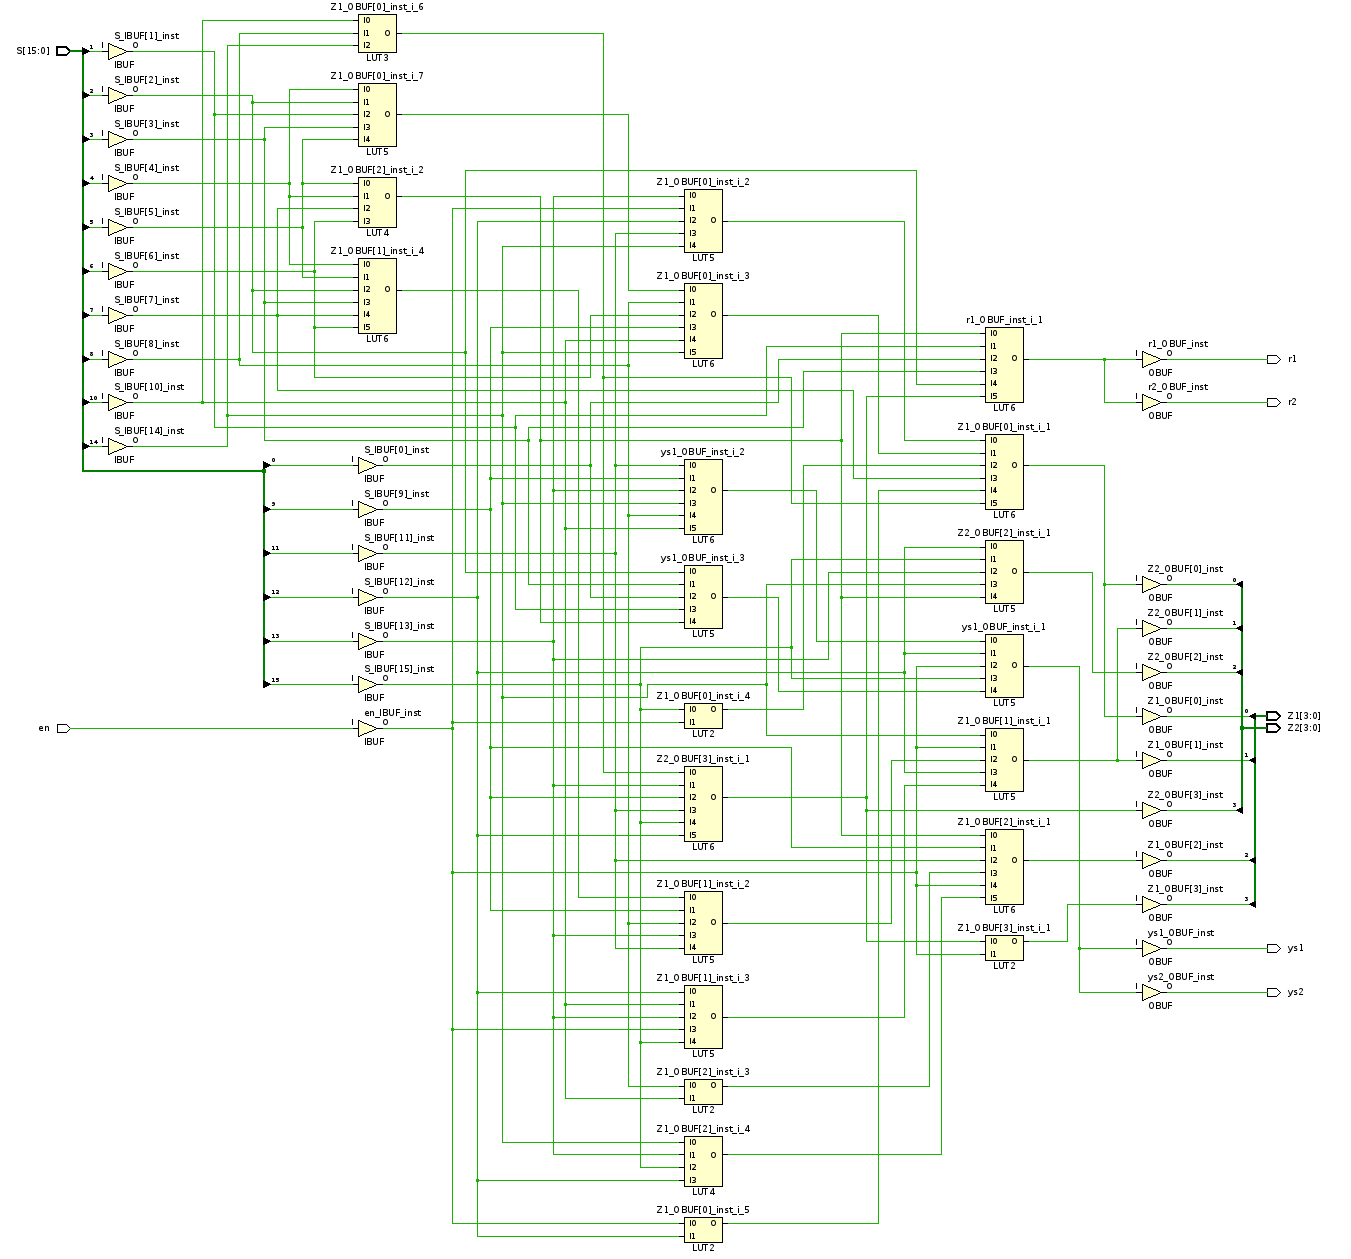 S[15:0]
en
S_IBUF[1]_inst
1 I O
IBUF
S_IBUF[2]_inst
2 I O
IBUF
S_IBUF[3]_inst
3 I O
IBUF
S_IBUF[4]_inst
4 I O
IBUF
S_IBUF[5]_inst
5 I O
IBUF
S_IBUF[6]_inst
6 I O
IBUF
S_IBUF[7]_inst
7 I O
IBUF
S_IBUF[8]_inst
8 I O
IBUF
S_IBUF[10]_inst
10 I O
IBUF
S_IBUF[14]_inst
14 I O
IBUF
Z1_OBUF[0]_inst_i_6
I0
I1 O
I2
LUT3
Z1_OBUF[0]_inst_i_7
I0
I1
I2 O
I3
I4
LUT5
Z1_OBUF[2]_inst_i_2
I0
I1 O
I2
I3
LUT4
Z1_OBUF[1]_inst_i_4
I0
I1
I2 O
I3
I4
I5
LUT6
S_IBUF[0]_inst
0 I O
IBUF
S_IBUF[9]_inst
9 I O
IBUF
S_IBUF[11]_inst
11 I O
IBUF
S_IBUF[12]_inst
12 I O
IBUF
S_IBUF[13]_inst
13 I O
IBUF
S_IBUF[15]_inst
15 I O
IBUF
en_IBUF_inst
I O
IBUF
Z1_OBUF[0]_inst_i_2
I0
I1
I2 O
I3
I4
LUT5
Z1_OBUF[0]_inst_i_3
I0
I1
I2 O
I3
I4
I5
LUT6
ys1_OBUF_inst_i_2
I0
I1
I2 O
I3
I4
I5
LUT6
ys1_OBUF_inst_i_3
I0
I1
I2 O
I3
I4
LUT5
Z1_OBUF[0]_inst_i_4
I0 O
I1
LUT2
Z2_OBUF[3]_inst_i_1
I0
I1
I2 O
I3
I4
I5
LUT6
Z1_OBUF[1]_inst_i_2
I0
I1
I2 O
I3
I4
LUT5
Z1_OBUF[1]_inst_i_3
I0
I1
I2 O
I3
I4
LUT5
Z1_OBUF[2]_inst_i_3
I0 O
I1
LUT2
Z1_OBUF[2]_inst_i_4
I0
I1 O
I2
I3
LUT4
Z1_OBUF[0]_inst_i_5
I0 O
I1
LUT2
r1_OBUF_inst_i_1
I0
I1
I2 O
I3
I4
I5
LUT6
Z1_OBUF[0]_inst_i_1
I0
I1
I2 O
I3
I4
I5
LUT6
Z2_OBUF[2]_inst_i_1
I0
I1
I2 O
I3
I4
LUT5
ys1_OBUF_inst_i_1
I0
I1
I2 O
I3
I4
LUT5
Z1_OBUF[1]_inst_i_1
I0
I1
I2 O
I3
I4
LUT5
Z1_OBUF[2]_inst_i_1
I0
I1
I2 O
I3
I4
I5
LUT6
Z1_OBUF[3]_inst_i_1
I0 O
I1
LUT2
r1_OBUF_inst
I O
OBUF
r2_OBUF_inst
I O
OBUF
Z2_OBUF[0]_inst
I O 0
OBUF
Z2_OBUF[1]_inst
I O 1
OBUF
Z2_OBUF[2]_inst
I O 2
OBUF
Z1_OBUF[0]_inst
I O 0
OBUF
Z1_OBUF[1]_inst
I O 1
OBUF
Z2_OBUF[3]_inst
I O 3
OBUF
Z1_OBUF[2]_inst
I O 2
OBUF
Z1_OBUF[3]_inst
I O 3
OBUF
ys1_OBUF_inst
I O
OBUF
ys2_OBUF_inst
I O
OBUF
r1
r2
Z1[3:0]
Z2[3:0]
ys1
ys2